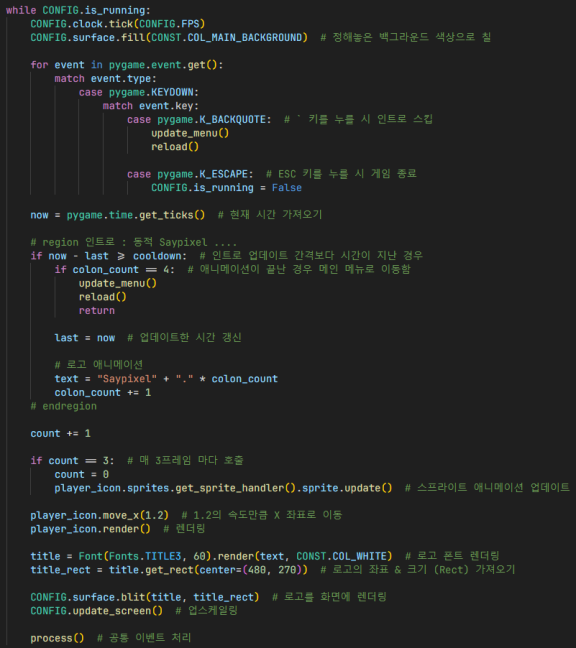 while CONFIG.is_running:
    CONFIG.clock.tick(CONFIG.FPS)
    CONFIG.surface.fill(CONST.COL_MAIN_BACKGROUND)  # 정해놓은 백그라운드 색상으로 칠

    for event in pygame.event.get():
        match event.type:
            case pygame.KEYDOWN:
                match event.key:
                    case pygame.K_BACKQUOTE:  # ` 키를 누를 시 인트로 스킵
                        update_menu()
                        reload()

                    case pygame.K_ESCAPE:  # ESC 키를 누를 시 게임 종료
                        CONFIG.is_running = False

    now = pygame.time.get_ticks()  # 현재 시간 가져오기

    # region 인트로 : 동적 Saypixel ....
    if now - last >= cooldown:  # 인트로 업데이트 간격보다 시간이 지난 경우
        if colon_count == 4:  # 애니메이션이 끝난 경우 메인 메뉴로 이동함
            update_menu()
            reload()
            return

        last = now  # 업데이트한 시간 갱신

        # 로고 애니메이션
        text = "Saypixel" + "." * colon_count
        colon_count += 1
    # endregion

    count += 1

    if count == 3:  # 매 3프레임 마다 호출
        count = 0
        player_icon.sprites.get_sprite_handler().sprite.update()  # 스프라이트 애니메이션 업데이트

    player_icon.move_x(1.2)  # 1.2의 속도만큼 X 좌표로 이동
    player_icon.render()  # 렌더링

    title = Font(Fonts.TITLE3, 60).render(text, CONST.COL_WHITE)  # 로고 폰트 렌더링
    title_rect = title.get_rect(center=(480, 270))  # 로고의 좌표 & 크기 (Rect) 가져오기

    CONFIG.surface.blit(title, title_rect)  # 로고를 화면에 렌더링
    CONFIG.update_screen()  # 업스케일링

    process()  # 공통 이벤트 처리